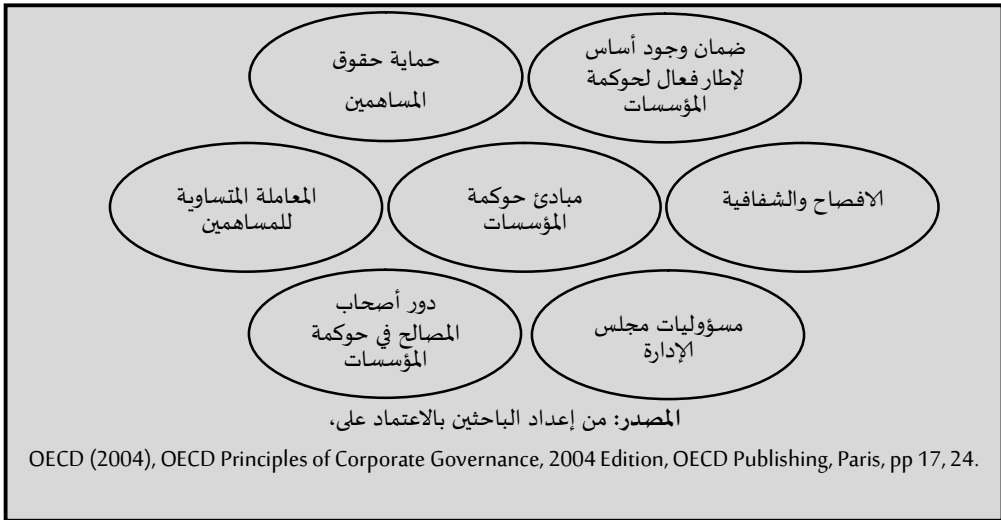 ضمان وجود أساس
لإطار فعال لحوكمة
المؤسسات
حماية حقوق
المساهمين
الافصاح والشفافية
مبادئ حوكمة
المؤسسات
المعاملة المتساوية
للمساهمين
مسؤوليات مجلس
الإدارة
دور أصحاب
المصالح في حوكمة
المؤسسات
المصدر: من إعداد الباحثين بالاعتماد على،
OECD (2004), OECD Principles of Corporate Governance, 2004 Edition, OECD Publishing, Paris, pp 17, 24.